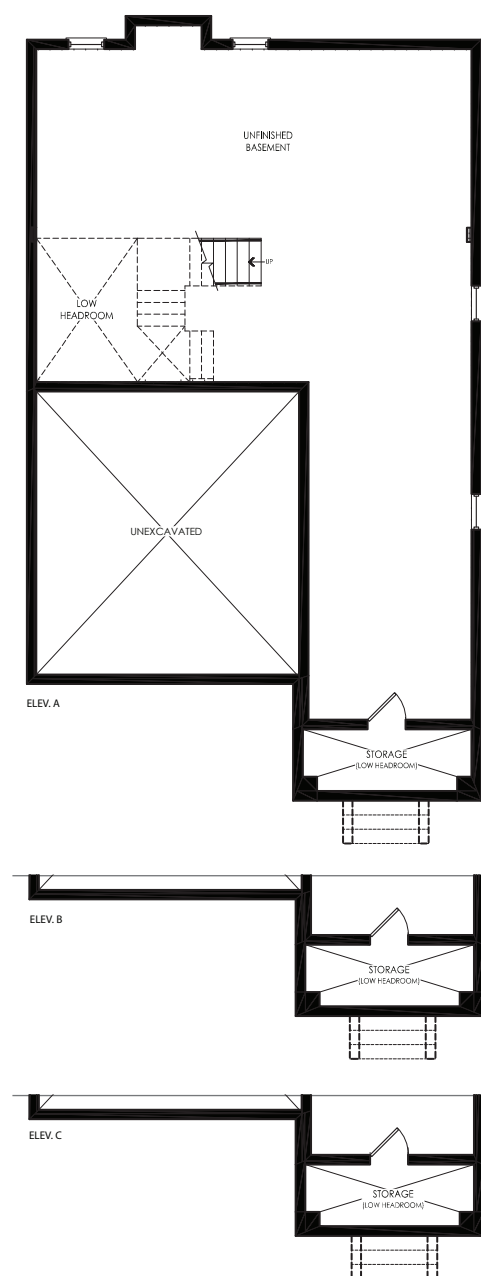 UNFINISHED
BASEMENT
UP
LOW
HEADROOM
UNEXCAVATED
ELEV. A
STORAGE
(LOW HEADROOM)
ELEV. B
STORAGE
(LOW HEADROOM)
ELEV. C
STORAGE
(LOW HEADROOM)